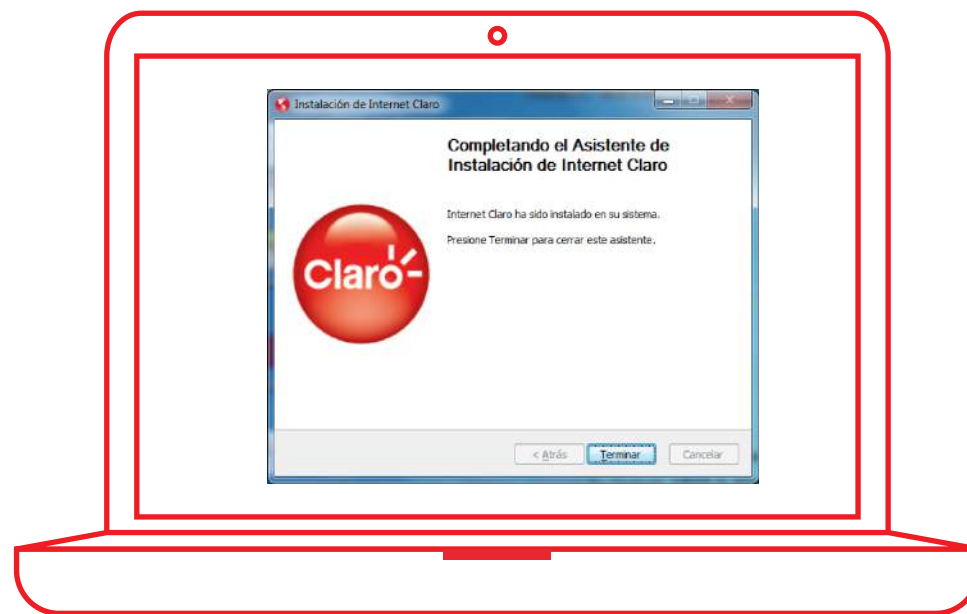 Instalación de Internet Claro
Completando el Asistente de
Instalación de Internet Claro
Internet Claro ha sido instalado en su sistema.
Presione Terminar para cerrar este asistente.
Claro
< Atrás
Terminar
Cancelar